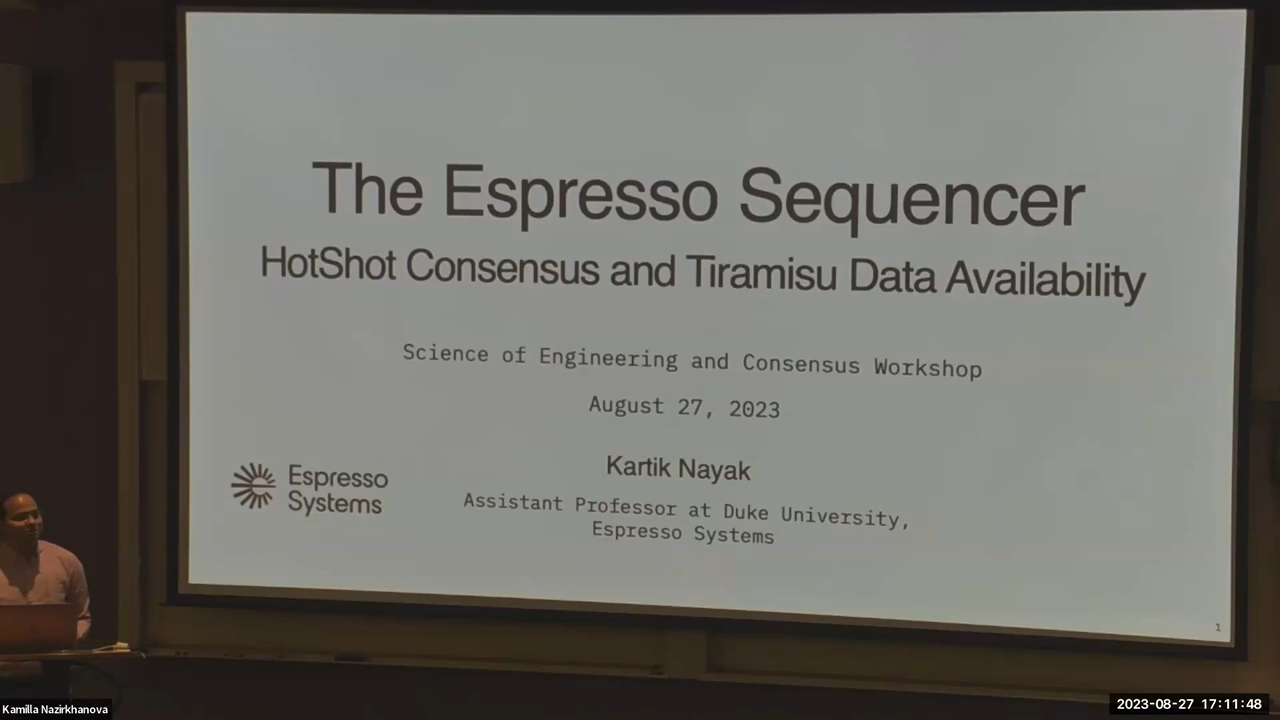 The Espresso Sequencer
HotShot Consensus and Tiramisu Data Availability
Science of Engineering and Consensus Workshop
August 27, 2023
Kartik Nayak
Assistant Professor at Duke University,
Espresso Systems
Espresso
Systems
1
Kamilla Nazirkhanova
2023-08-27 17:11:48